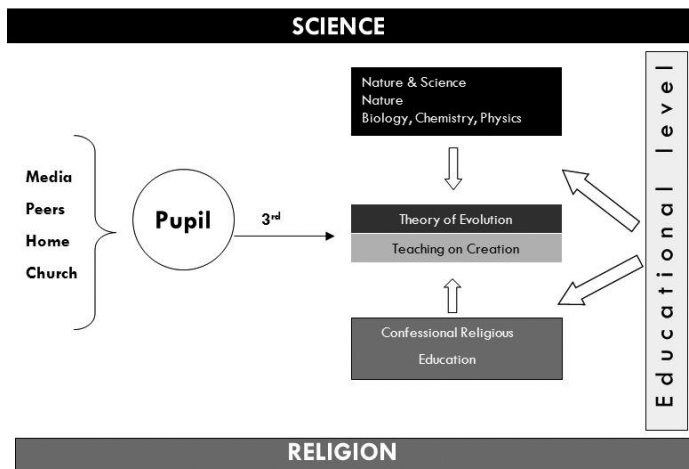 SCIENCE
Nature & Science
Nature
Biology, Chemistry, Physics
Media
Peers
Home
Church
Pupil
3rd
Theory of Evolution
Teaching on Creation
Confessional Religious
Education
Educational level
RELIGION